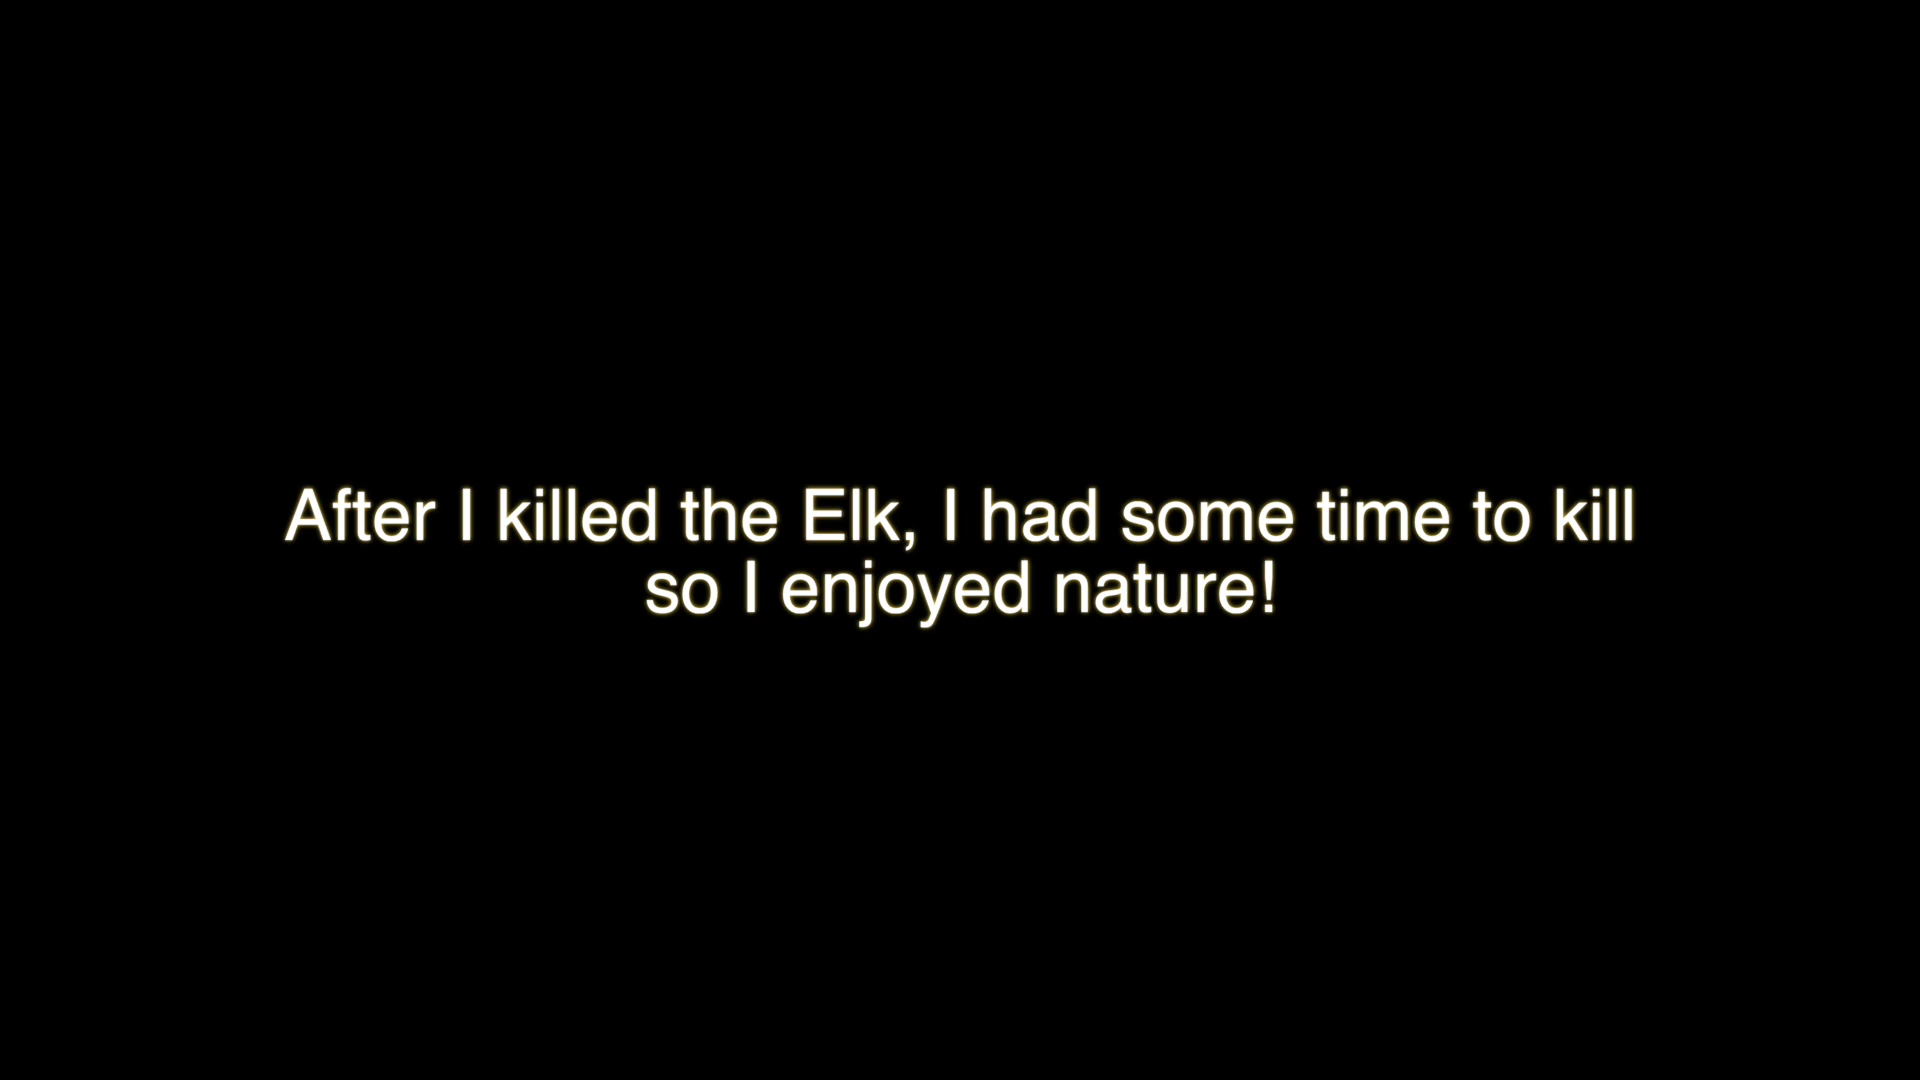 After I killed the Elk, I had some time to kill
so I enjoyed nature!